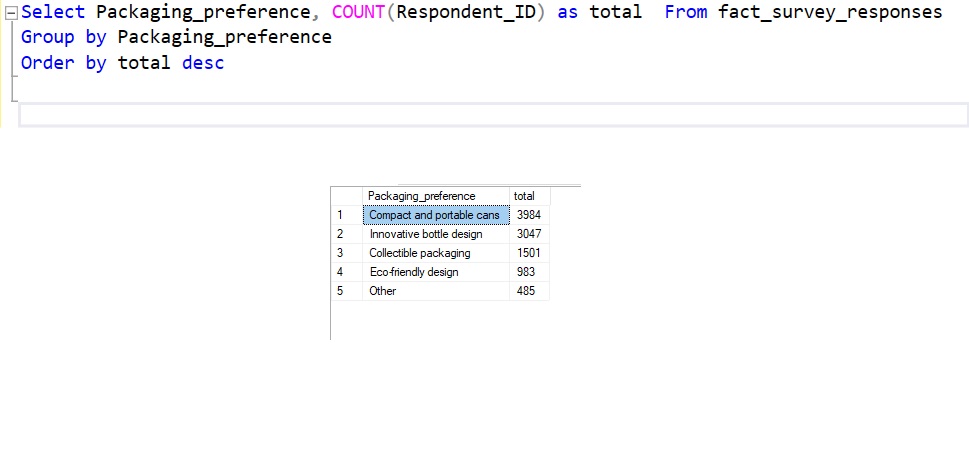 Select Packaging_preference, COUNT(Respondent_ID) as total  From fact_survey_responses
Group by Packaging_preference
Order by total desc
Packaging_preference total
1 Compact and portable cans 3984
2 Innovative bottle design 3047
3 Collectible packaging 1501
4 Eco-friendly design 983
5 Other 485